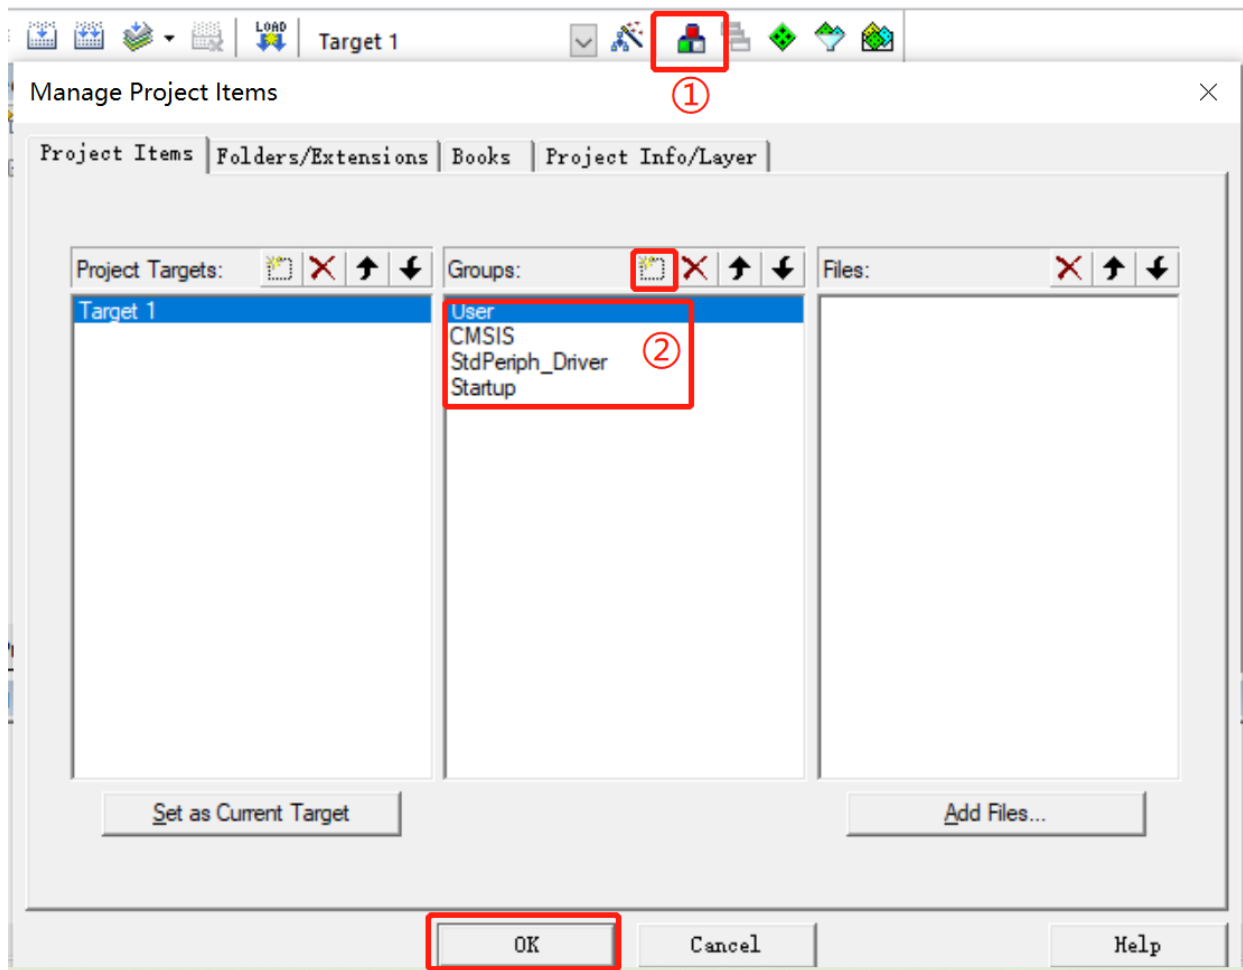 LOAD
Target 1
①
Manage Project Items
Project Items
Folders/Extensions
Books
Project Info/Layer
Project Targets:
Groups:
Files:
Target 1
User
CMSIS
②
StdPeriph_Driver
Startup
Set as Current Target
Add Files...
OK
Cancel
Help